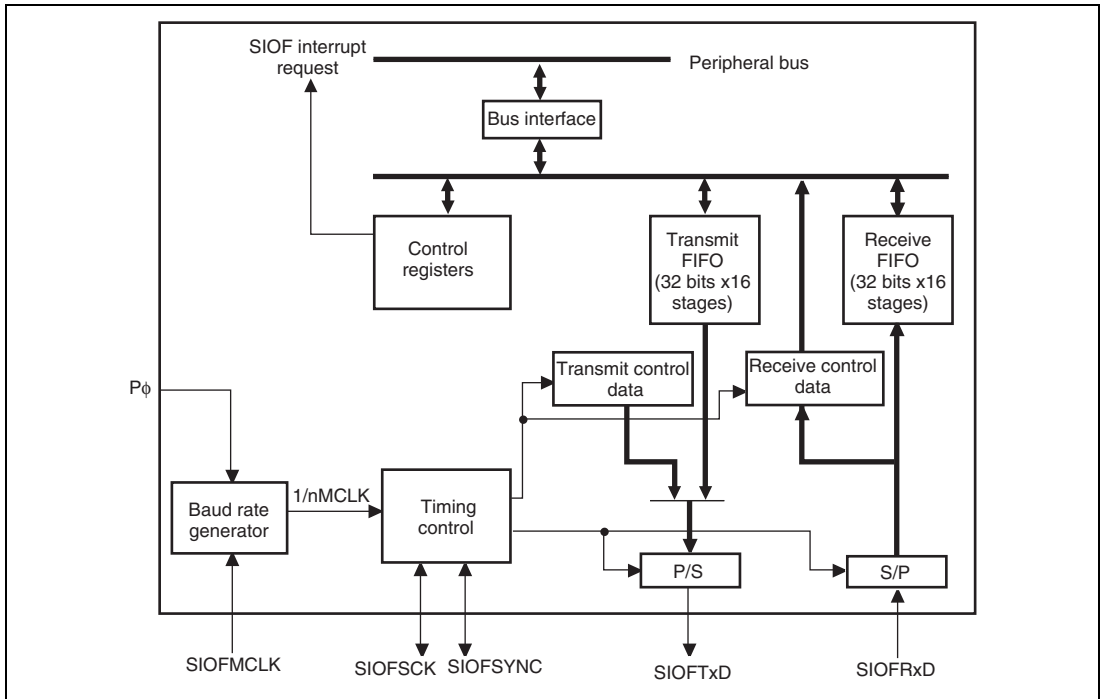 SIOF interrupt
request
Peripheral bus
Bus interface
Control
registers
Transmit
FIFO
(32 bits x16
stages)
Receive
FIFO
(32 bits x16
stages)
Transmit control
data
Receive control
data
Pϕ
Baud rate
generator
1/nMCLK
Timing
control
P/S
S/P
SIOFMCLK
SIOFSCK
SIOFSYNC
SIOFTxD
SIOFRxD